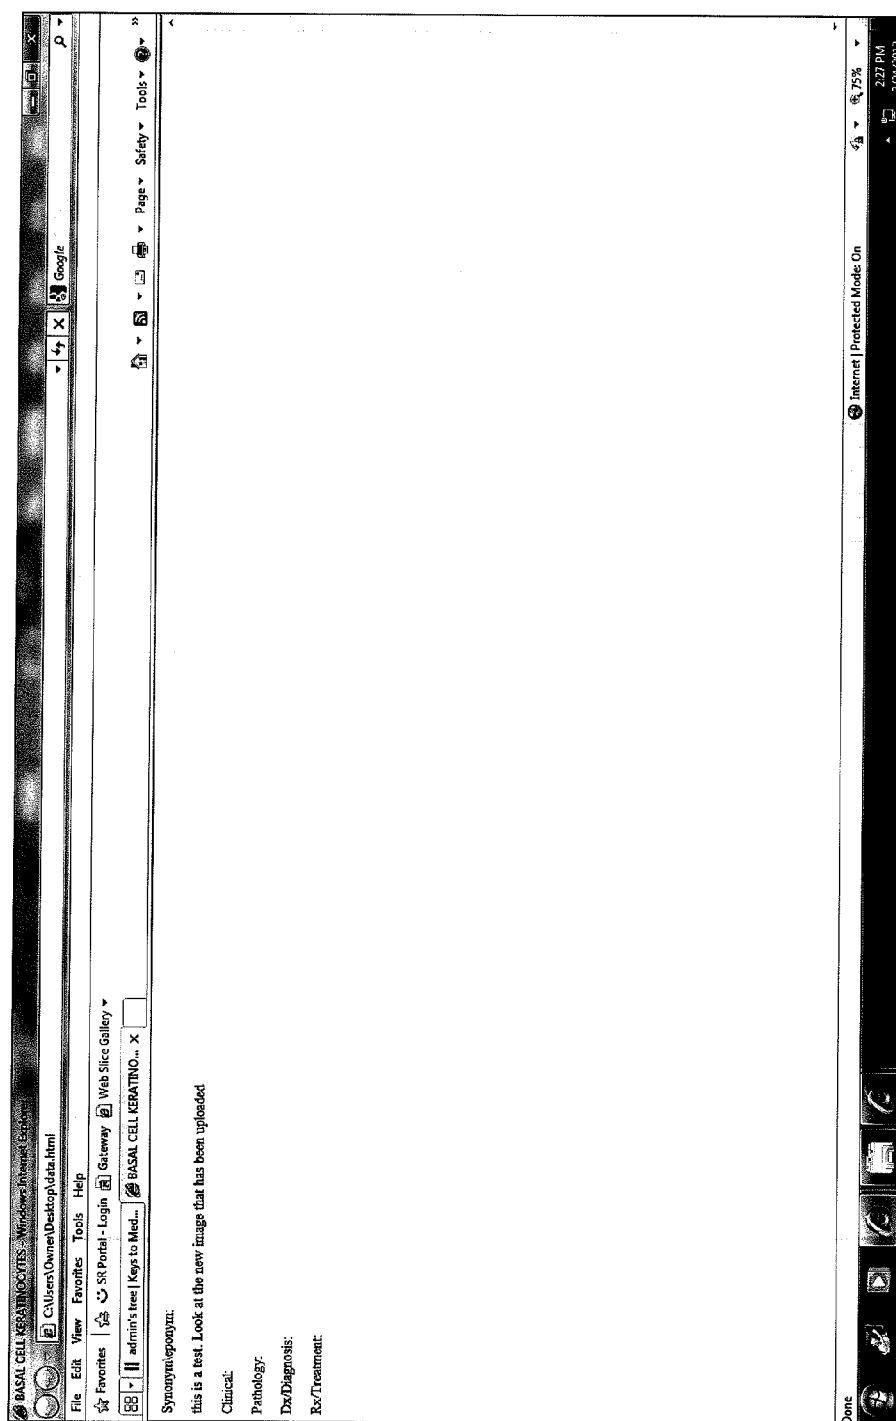 BASAL CELL KERATINOCYTES - Windows Internet Explorer
C:\Users\Owner\Desktop\data.html
Google
File Edit View Favorites Tools Help
Favorites SR Portal - Login Gateway Web Slice Gallery
admin's tree | Keys to Med... BASAL CELL KERATINO...
Page Safety Tools
Synonym\eponym:
this is a test. Look at the new image that has been uploaded
Clinical:
Pathology:
Dx/Diagnosis:
Rx/Treatment:
Done
Internet | Protected Mode: On
75%
2:27 PM